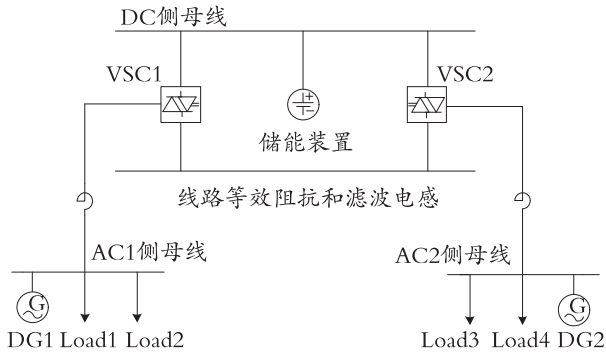 DC侧母线
VSC1
VSC2
储能装置
线路等效阻抗和滤波电感
AC1侧母线
AC2侧母线
G
G
DG1 Load1 Load2
Load3 Load4 DG2